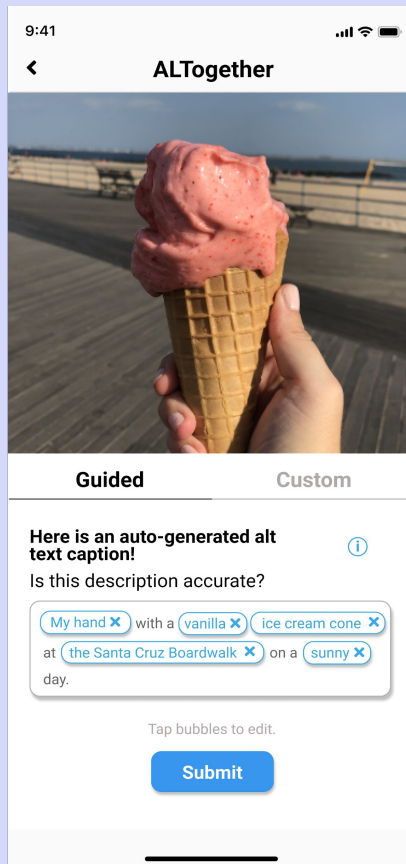 9:41
ALTogether
Guided
Custom
Here is an auto-generated alt
text caption!
Is this description accurate?
My hand × with a vanilla × ice cream cone ×
at the Santa Cruz Boardwalk × on a sunny ×
day.
Tap bubbles to edit.
Submit